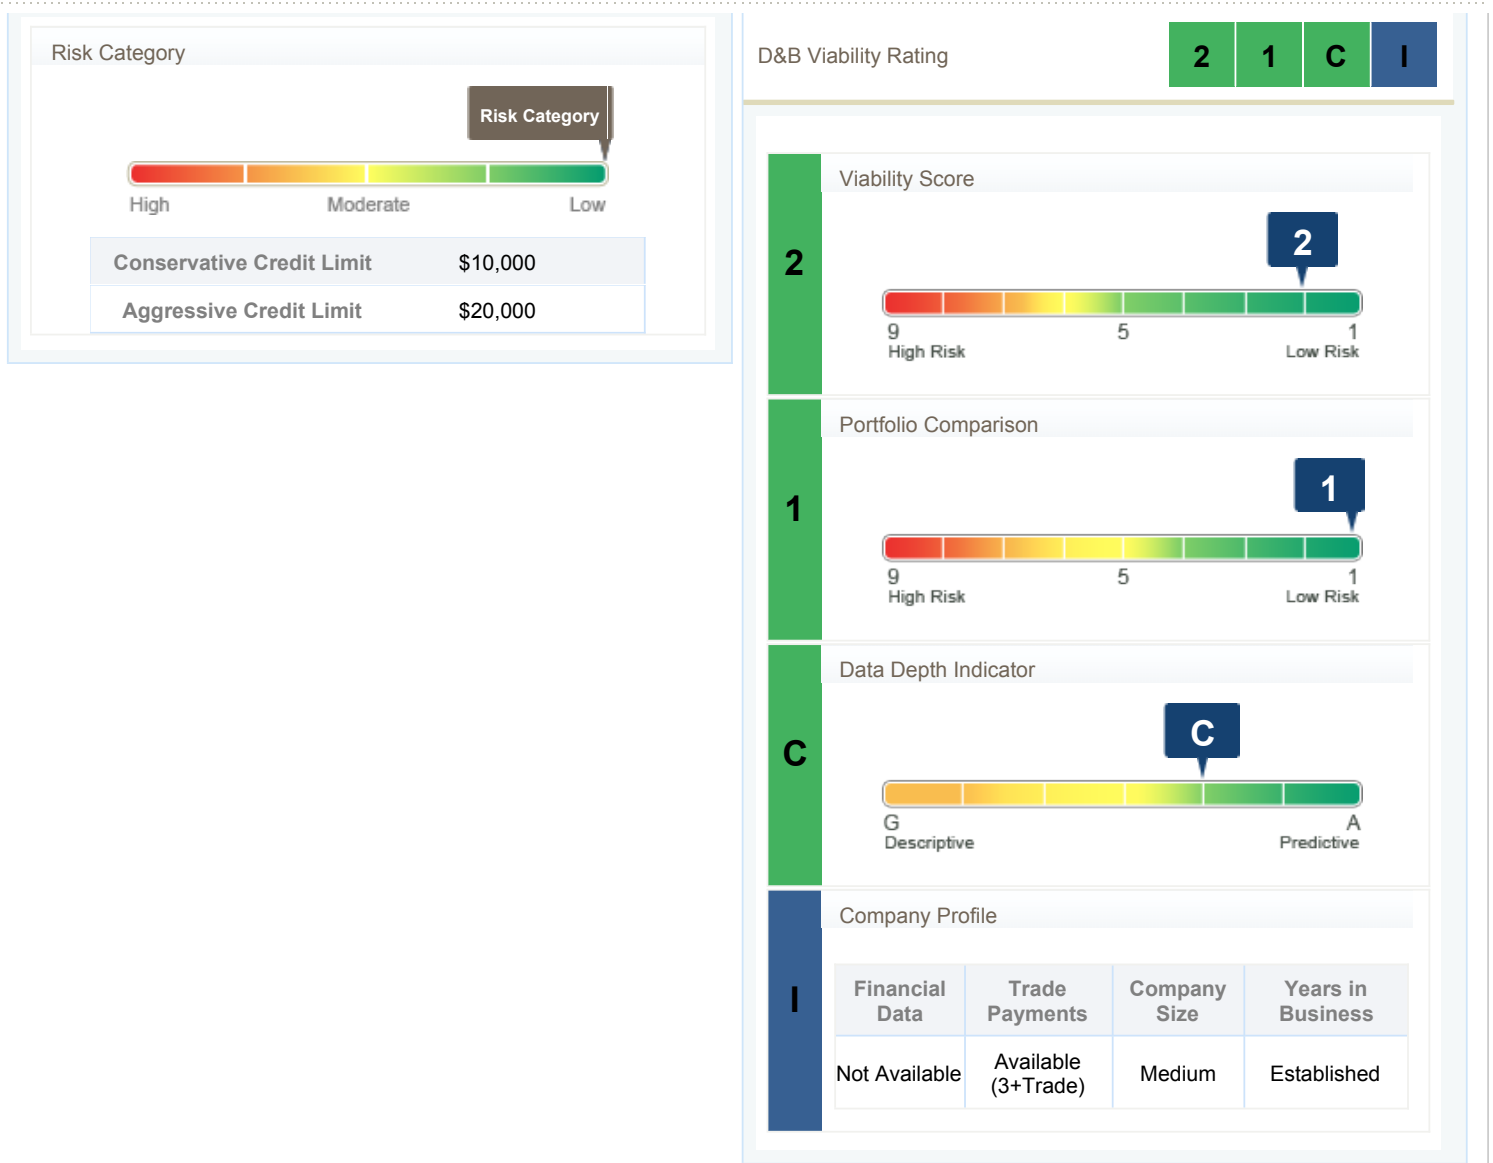 Risk Category
Risk Category
High Moderate Low
Conservative Credit Limit $10,000
Aggressive Credit Limit $20,000
D&B Viability Rating 2 1 C I
2
Viability Score
2
9 5 1
High Risk Low Risk
1
Portfolio Comparison
1
9 5 1
High Risk Low Risk
C
Data Depth Indicator
C
G A
Descriptive Predictive
I
Company Profile
Financial Data
Trade Payments
Company Size
Years in Business
Not Available
Available
(3+Trade)
Medium
Established